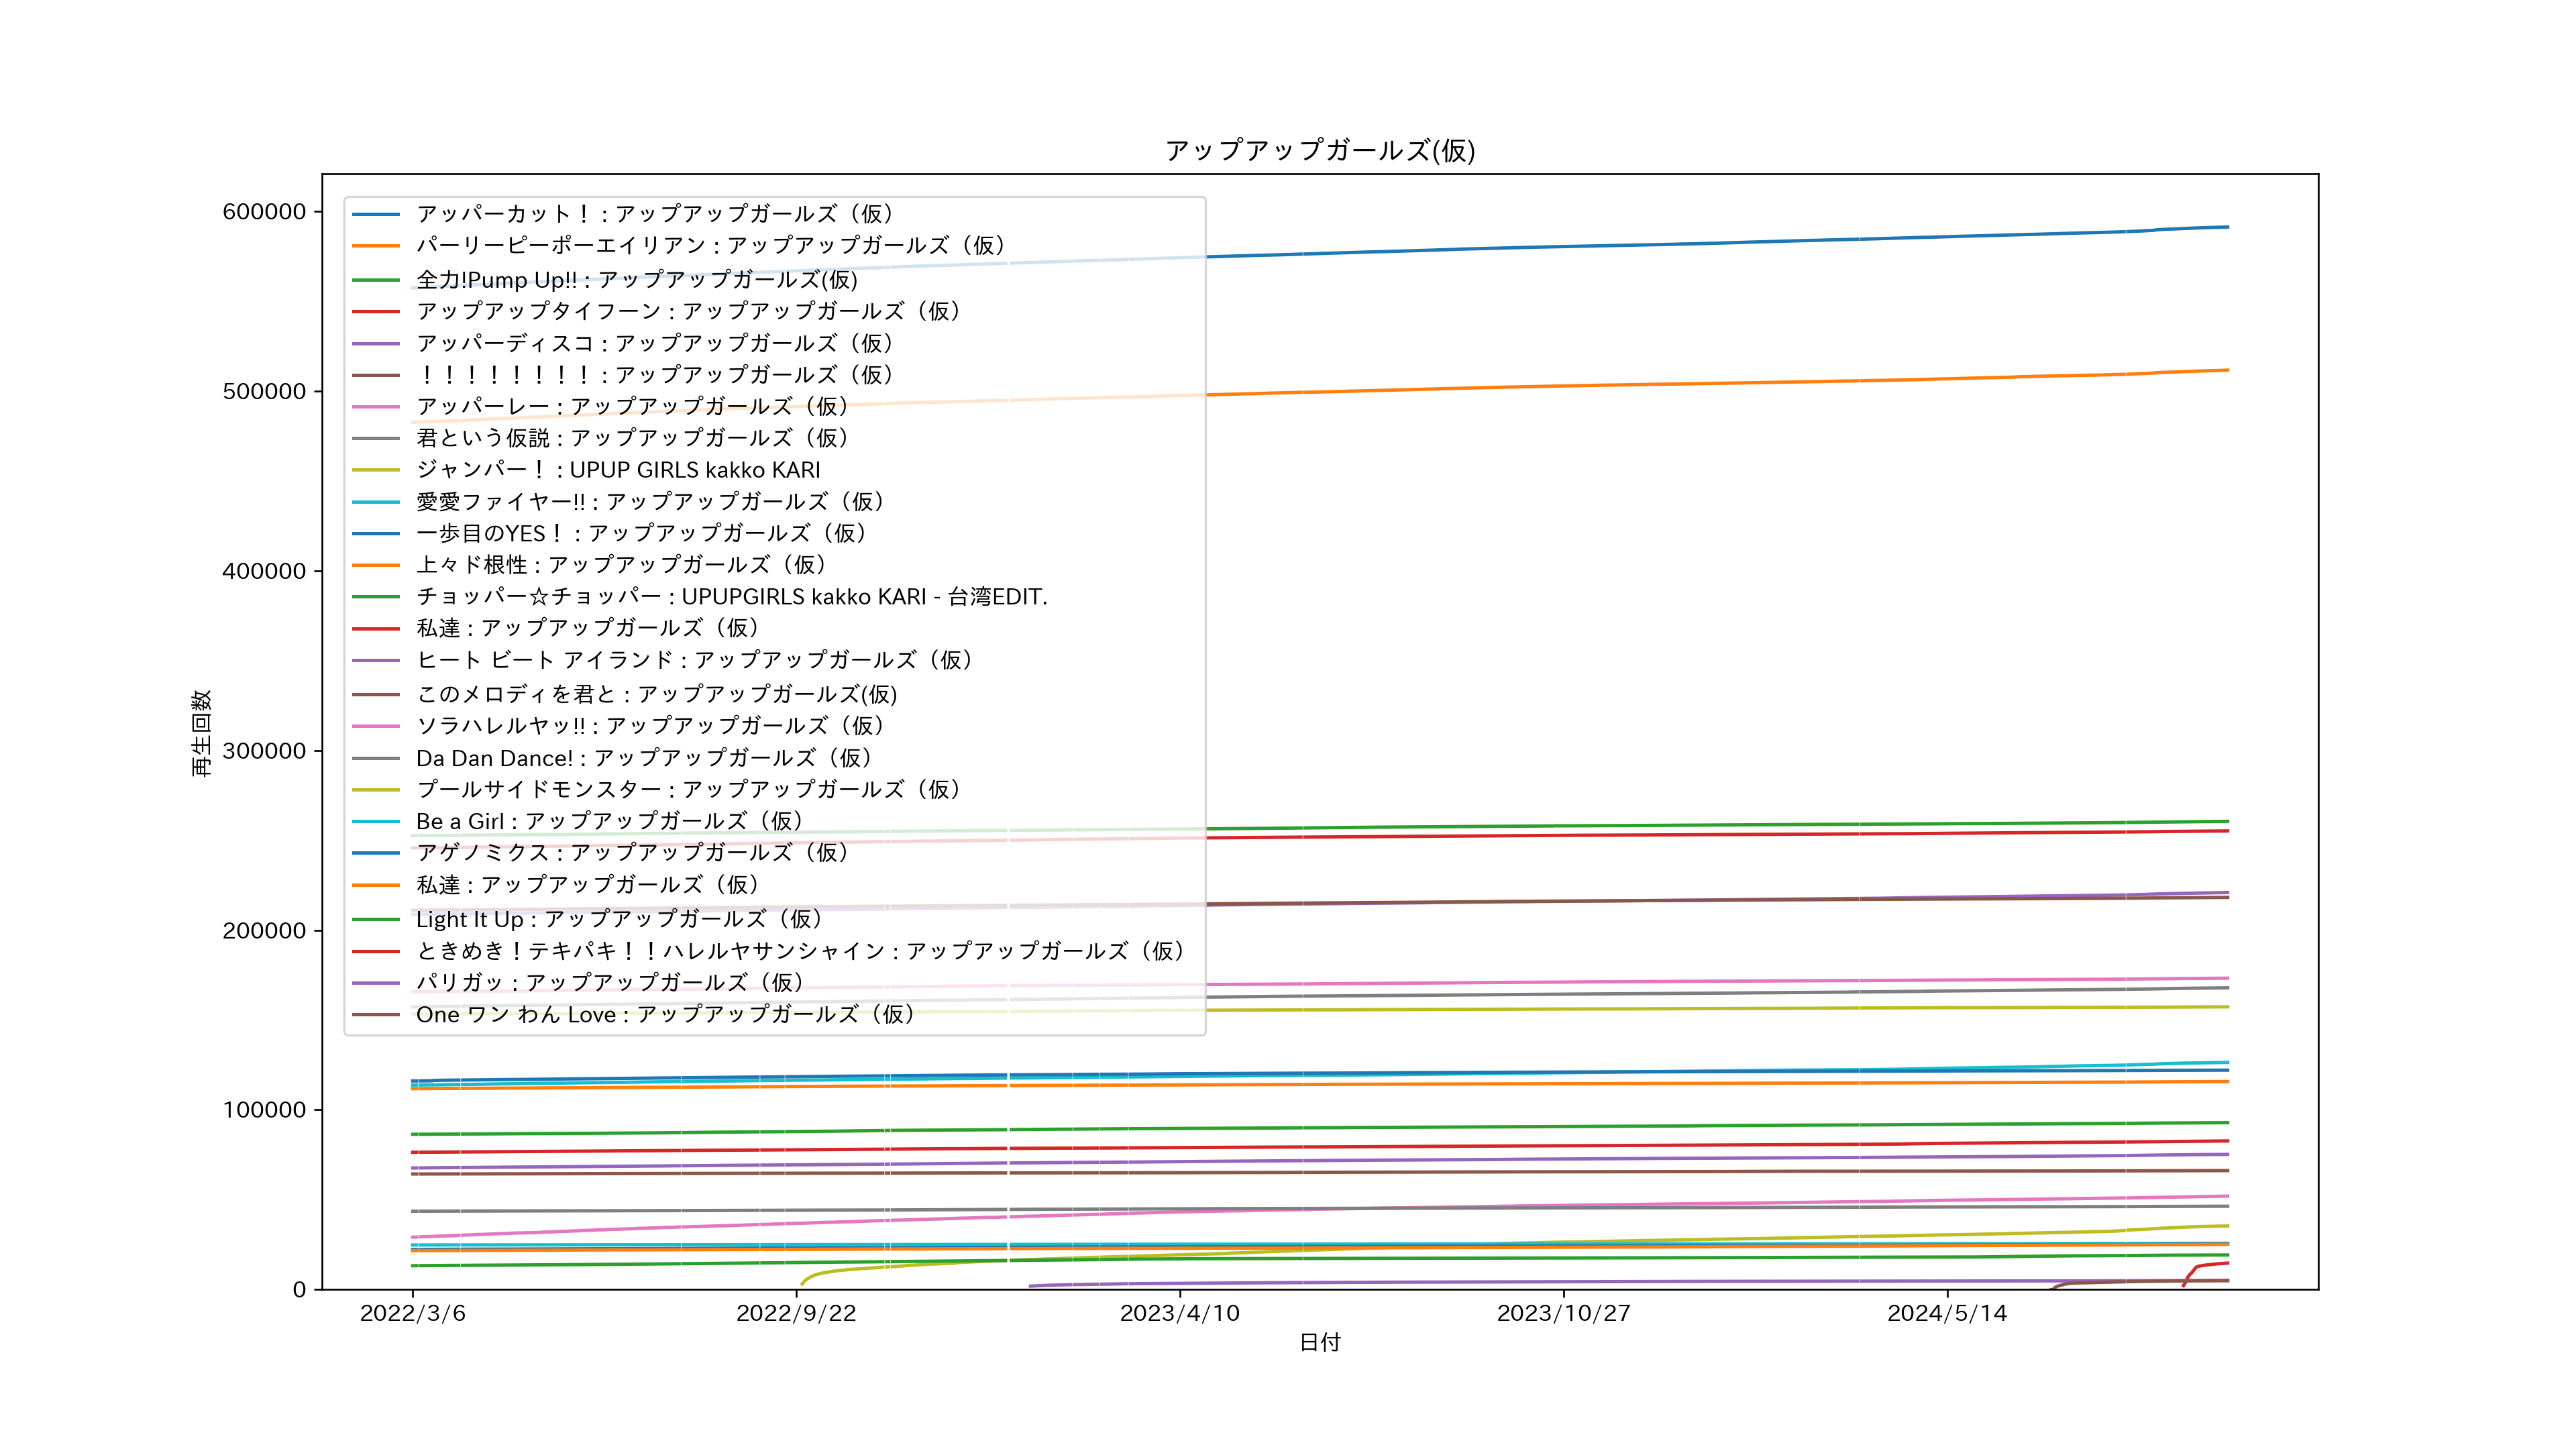 アップアップガールズ(仮)
600000
500000
400000
300000
200000
100000
0
再生回数
アッパーカット！ : アップアップガールズ（仮）
パーリーピーポーエイリアン : アップアップガールズ（仮）
全力!Pump Up!! : アップアップガールズ(仮)
アップアップタイフーン : アップアップガールズ（仮）
アッパーディスコ : アップアップガールズ（仮）
！！！！！！！！ : アップアップガールズ（仮）
アッパーレー : アップアップガールズ（仮）
君という仮説 : アップアップガールズ（仮）
ジャンパー！ : UPUP GIRLS kakko KARI
愛愛ファイヤー!! : アップアップガールズ（仮）
一歩目のYES！ : アップアップガールズ（仮）
上々ド根性 : アップアップガールズ（仮）
チョッパー☆チョッパー : UPUPGIRLS kakko KARI - 台湾EDIT.
私達 : アップアップガールズ（仮）
ヒート ビート アイランド : アップアップガールズ（仮）
このメロディを君と : アップアップガールズ(仮)
ソラハレルヤッ!! : アップアップガールズ（仮）
Da Dan Dance! : アップアップガールズ（仮）
プールサイドモンスター : アップアップガールズ（仮）
Be a Girl : アップアップガールズ（仮）
アゲノミクス : アップアップガールズ（仮）
私達 : アップアップガールズ（仮）
Light It Up : アップアップガールズ（仮）
ときめき！テキパキ！！ハレルヤサンシャイン : アップアップガールズ（仮）
パリガッ : アップアップガールズ（仮）
One ワン わん Love : アップアップガールズ（仮）
2022/3/6
2022/9/22
2023/4/10
2023/10/27
2024/5/14
日付